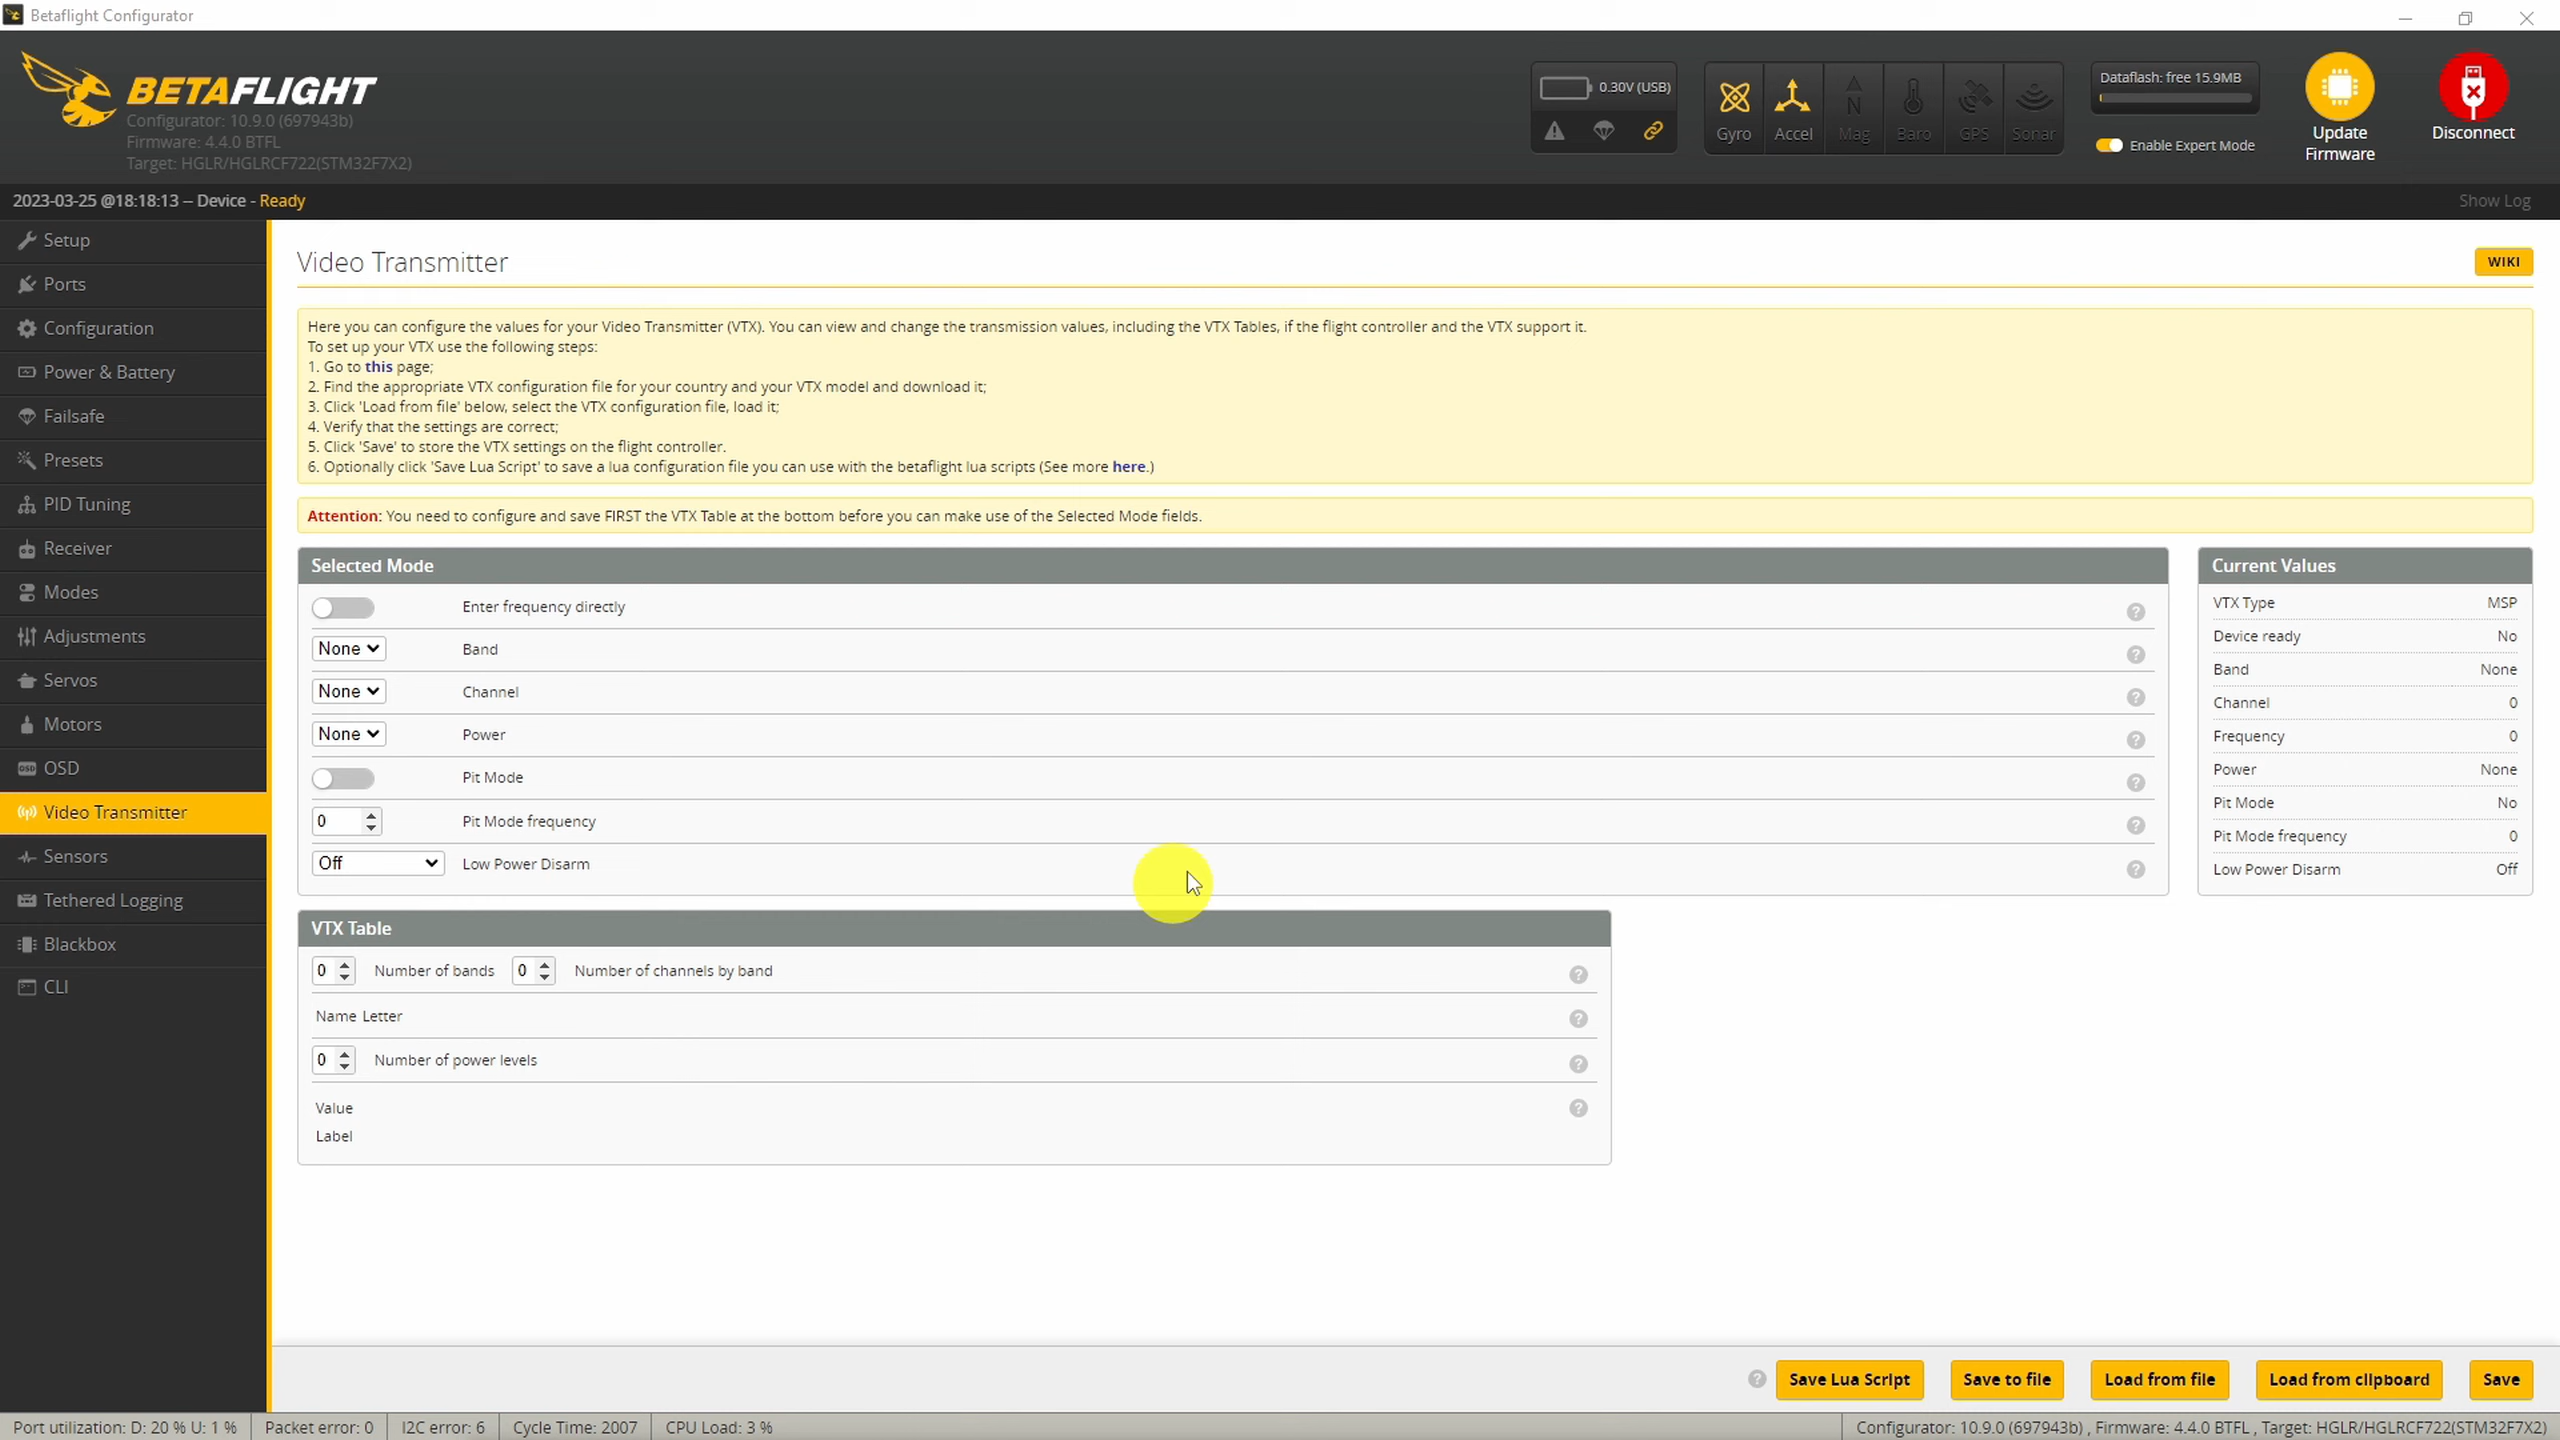 Betaflight Configurator
BETAFLIGHT
Configurator: 10.9.0 (697943b)
Firmware: 4.4.0 BTFL
Target: HGLR/HGLRCF722(STM32F7X2)
0.30V (USB)
Gyro
Accel
N
Mag
Baro
GPS
Sonar
Dataflash: free 15.9MB
Enable Expert Mode
Update
Firmware
Disconnect
2023-03-25 @18:18:13 -- Device - Ready
Show Log
Setup
Ports
Configuration
Power & Battery
Failsafe
Presets
PID Tuning
Receiver
Modes
Adjustments
Servos
Motors
OSD
Video Transmitter
Sensors
Tethered Logging
Blackbox
CLI
Video Transmitter
WIKI
Here you can configure the values for your Video Transmitter (VTX). You can view and change the transmission values, including the VTX Tables, if the flight controller and the VTX support it.
To set up your VTX use the following steps:
1. Go to this page;
2. Find the appropriate VTX configuration file for your country and your VTX model and download it;
3. Click 'Load from file' below, select the VTX configuration file, load it;
4. Verify that the settings are correct;
5. Click 'Save' to store the VTX settings on the flight controller.
6. Optionally click 'Save Lua Script' to save a lua configuration file you can use with the betaflight lua scripts (See more here.)
Attention: You need to configure and save FIRST the VTX Table at the bottom before you can make use of the Selected Mode fields.
Selected Mode
Enter frequency directly
None Band
None Channel
None Power
Pit Mode
0 Pit Mode frequency
Off Low Power Disarm
Current Values
VTX Type MSP
Device ready No
Band None
Channel 0
Frequency 0
Power None
Pit Mode No
Pit Mode frequency 0
Low Power Disarm Off
VTX Table
0 Number of bands 0 Number of channels by band
Name Letter
0 Number of power levels
Value
Label
Save Lua Script
Save to file
Load from file
Load from clipboard
Save
Port utilization: D: 20 % U: 1 %
Packet error: 0
I2C error: 6
Cycle Time: 2007
CPU Load: 3 %
Configurator: 10.9.0 (697943b) , Firmware: 4.4.0 BTFL , Target: HGLR/HGLRCF722(STM32F7X2)